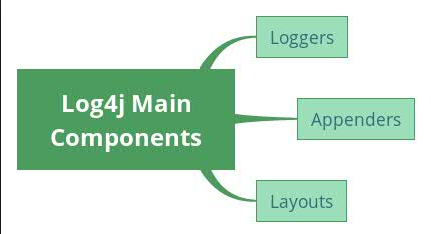 Loggers
Log4j Main
Components
Appenders
Layouts